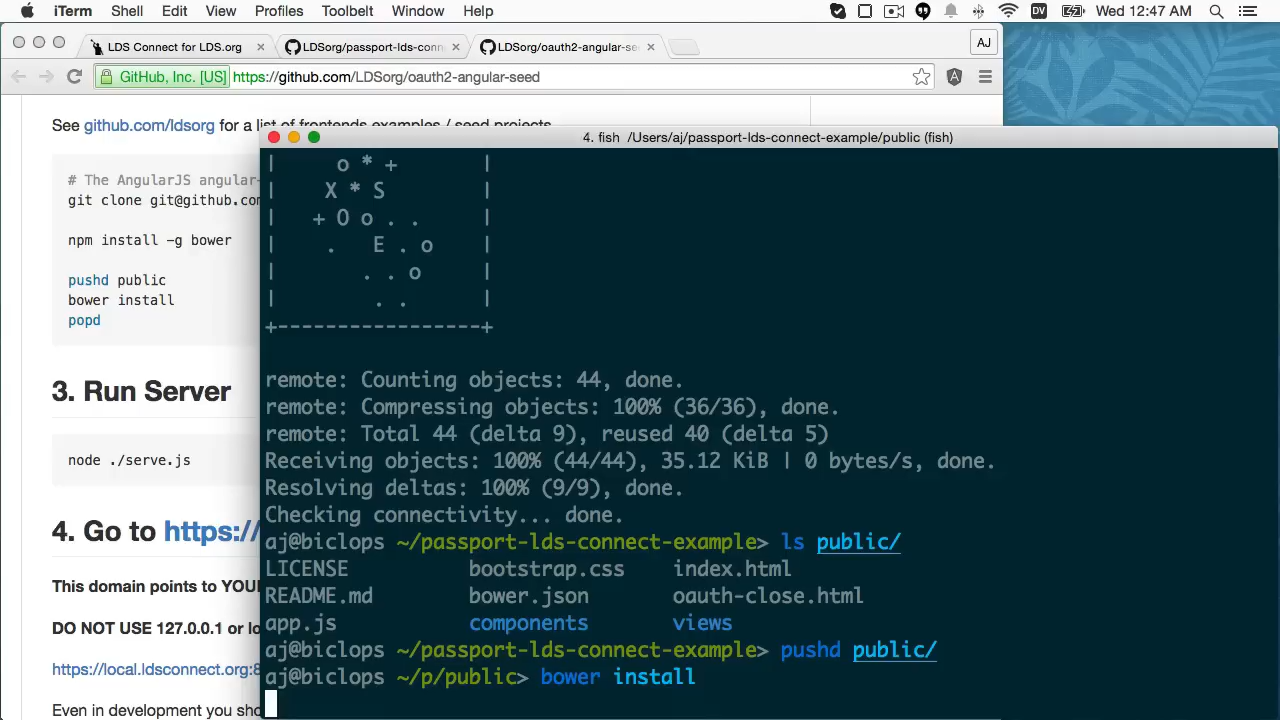 iTerm Shell Edit View Profiles Toolbelt Window Help DV Wed 12:47 AM
LDS Connect for LDS.org × LDSorg/passport-lds-conn × LDSorg/oauth2-angular-se × AJ
GitHub, Inc. [US] https://github.com/LDSorg/oauth2-angular-seed
See github.com/ldsorg for a list of frontends examples / seed projects.
# The AngularJS angular-
git clone git@github.com
npm install -g bower
pushd public
bower install
popd
3. Run Server
node ./serve.js
4. Go to https://
This domain points to YOU
DO NOT USE 127.0.0.1 or lo
https://local.ldsconnect.org:8
Even in development you sho
4. fish /Users/aj/passport-lds-connect-example/public (fish)
| o * + |
| X * S |
| + O o . . |
| . E . o |
| . . o |
| . . |
+-----------------+
remote: Counting objects: 44, done.
remote: Compressing objects: 100% (36/36), done.
remote: Total 44 (delta 9), reused 40 (delta 5)
Receiving objects: 100% (44/44), 35.12 KiB | 0 bytes/s, done.
Resolving deltas: 100% (9/9), done.
Checking connectivity... done.
aj@biclops ~/passport-lds-connect-example> ls public/
LICENSE bootstrap.css index.html
README.md bower.json oauth-close.html
app.js components views
aj@biclops ~/passport-lds-connect-example> pushd public/
aj@biclops ~/p/public> bower install